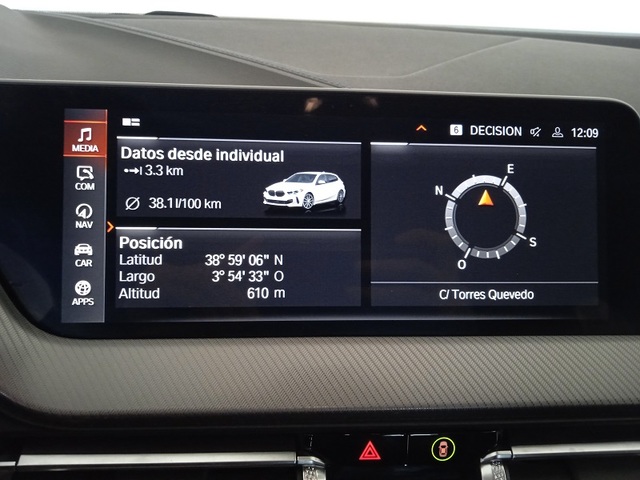 6 DECISION 12:09
MEDIA
COM
NAV
CAR
APPS
Datos desde individual
3.3 km
38.1 l/100 km
Posición
Latitud 38° 59' 06" N
Largo 3° 54' 33" O
Altitud 610 m
N
E
S
O
C/ Torres Quevedo